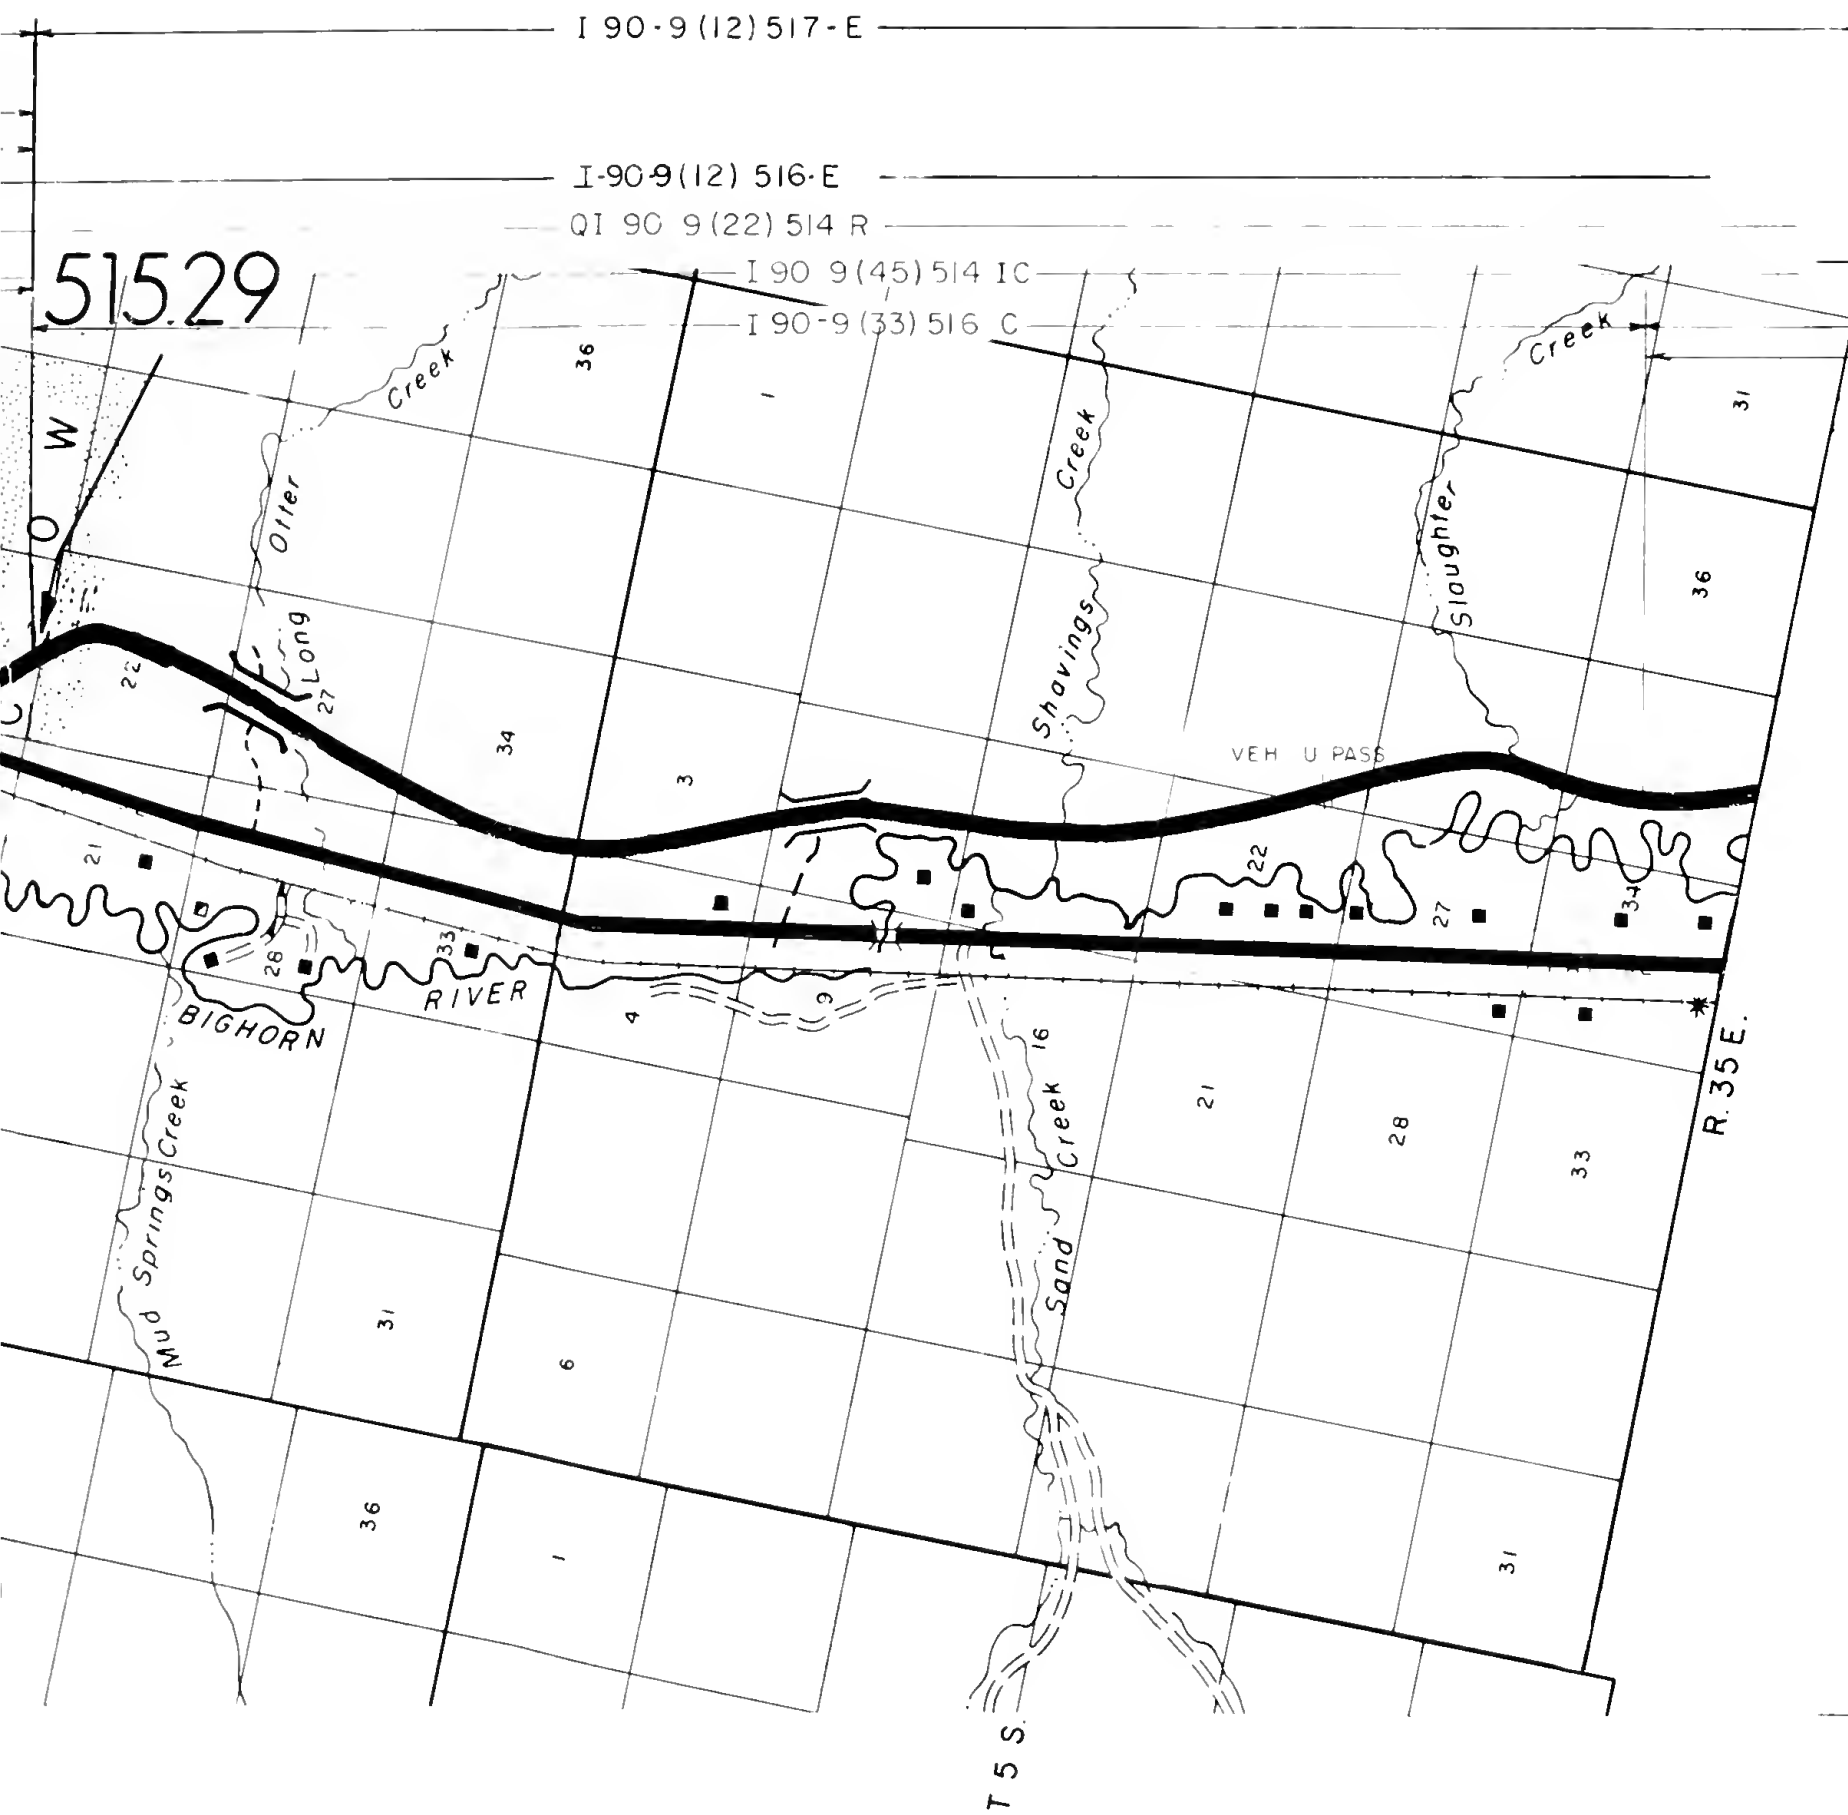 I 90-9 (12) 517-E
I-90-9(12) 516-E
QI 90 9(22) 514 R
I 90 9(45) 514 IC
I 90-9(33) 516 C
515.29
O W
Creek
Otter
Long
36
1
Creek
Shavings
Creek
Slaughter
31
36
22
27
34
3
VEH U PASS
21
28
33
RIVER
BIGHORN
4
9
22
27
34
16
Creek
Sand
21
28
33
R. 35 E.
Mud Springs Creek
31
6
36
1
31
T 5 S.